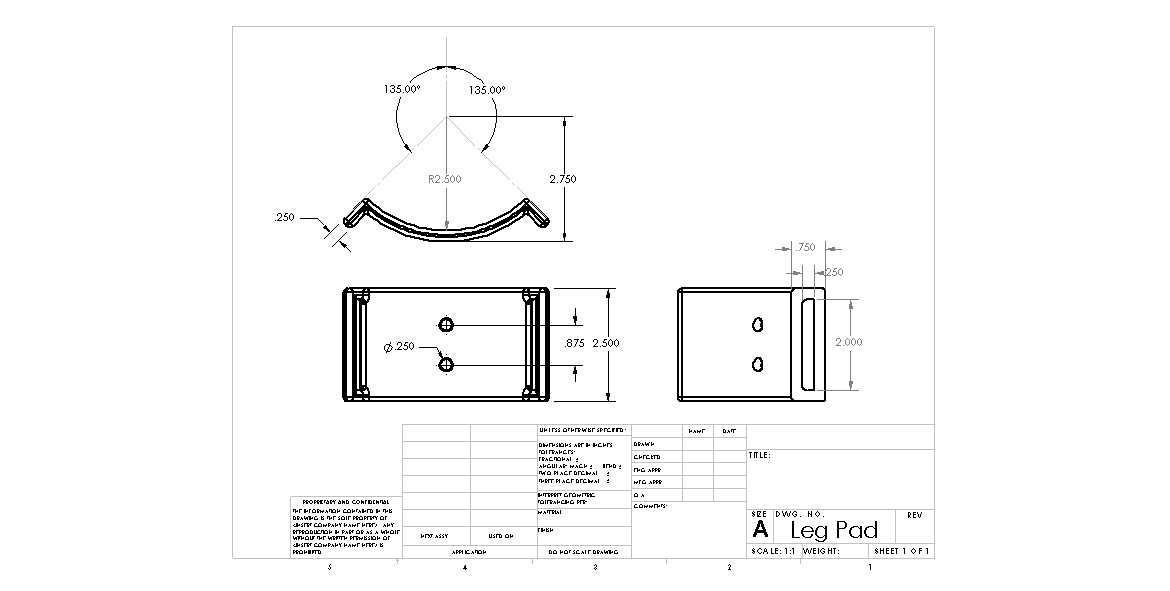 135.00°
135.00°
R2.500
2.750
.250
.750
.250
Ø.250
.875
2.500
2.000
UNLESS OTHERWISE SPECIFIED:
DIMENSIONS ARE IN INCHES
TOLERANCES:
FRACTIONAL ±
ANGULAR: MACH ± BEND ±
TWO PLACE DECIMAL ±
THREE PLACE DECIMAL ±
INTERPRET GEOMETRIC
TOLERANCING PER:
MATERIAL
FINISH
DO NOT SCALE DRAWING
NAME
DATE
DRAWN
CHECKED
ENG APPR.
MFG APPR.
Q.A.
COMMENTS:
TITLE:
SIZE
DWG. NO.
REV
A
Leg Pad
SCALE: 1:1
WEIGHT:
SHEET 1 OF 1
PROPRIETARY AND CONFIDENTIAL
THE INFORMATION CONTAINED IN THIS
DRAWING IS THE SOLE PROPERTY OF
<INSERT COMPANY NAME HERE>. ANY
REPRODUCTION IN PART OR AS A WHOLE
WITHOUT THE WRITTEN PERMISSION OF
<INSERT COMPANY NAME HERE> IS
PROHIBITED.
NEXT ASSY
USED ON
APPLICATION
5
4
3
2
1